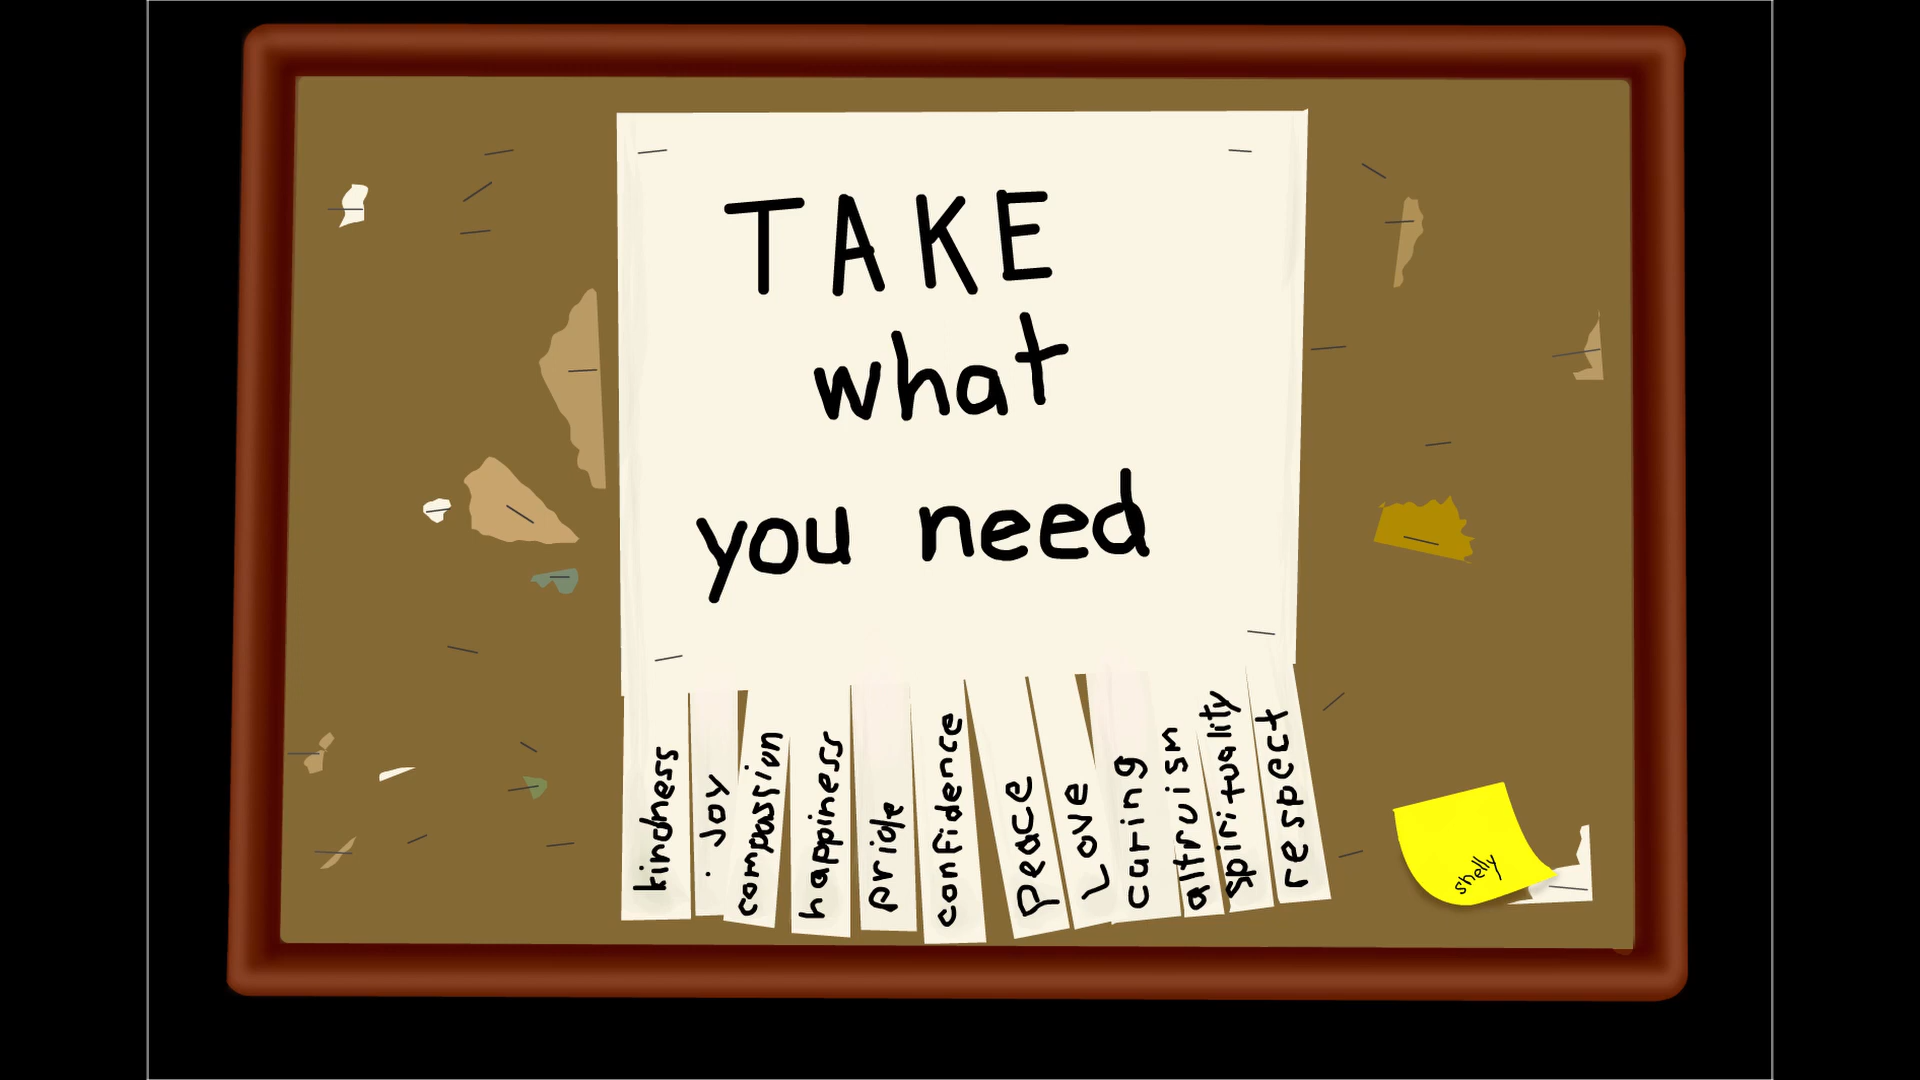 TAKE
what
you need
kindness
Joy
compassion
happiness
pride
confidence
Peace
Love
caring
altruism
spirituality
respect
shelly